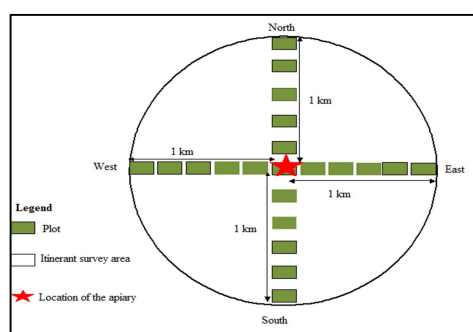 North
1 km
1 km
West
East
1 km
1 km
Legend
Plot
Itinerant survey area
Location of the apiary
South